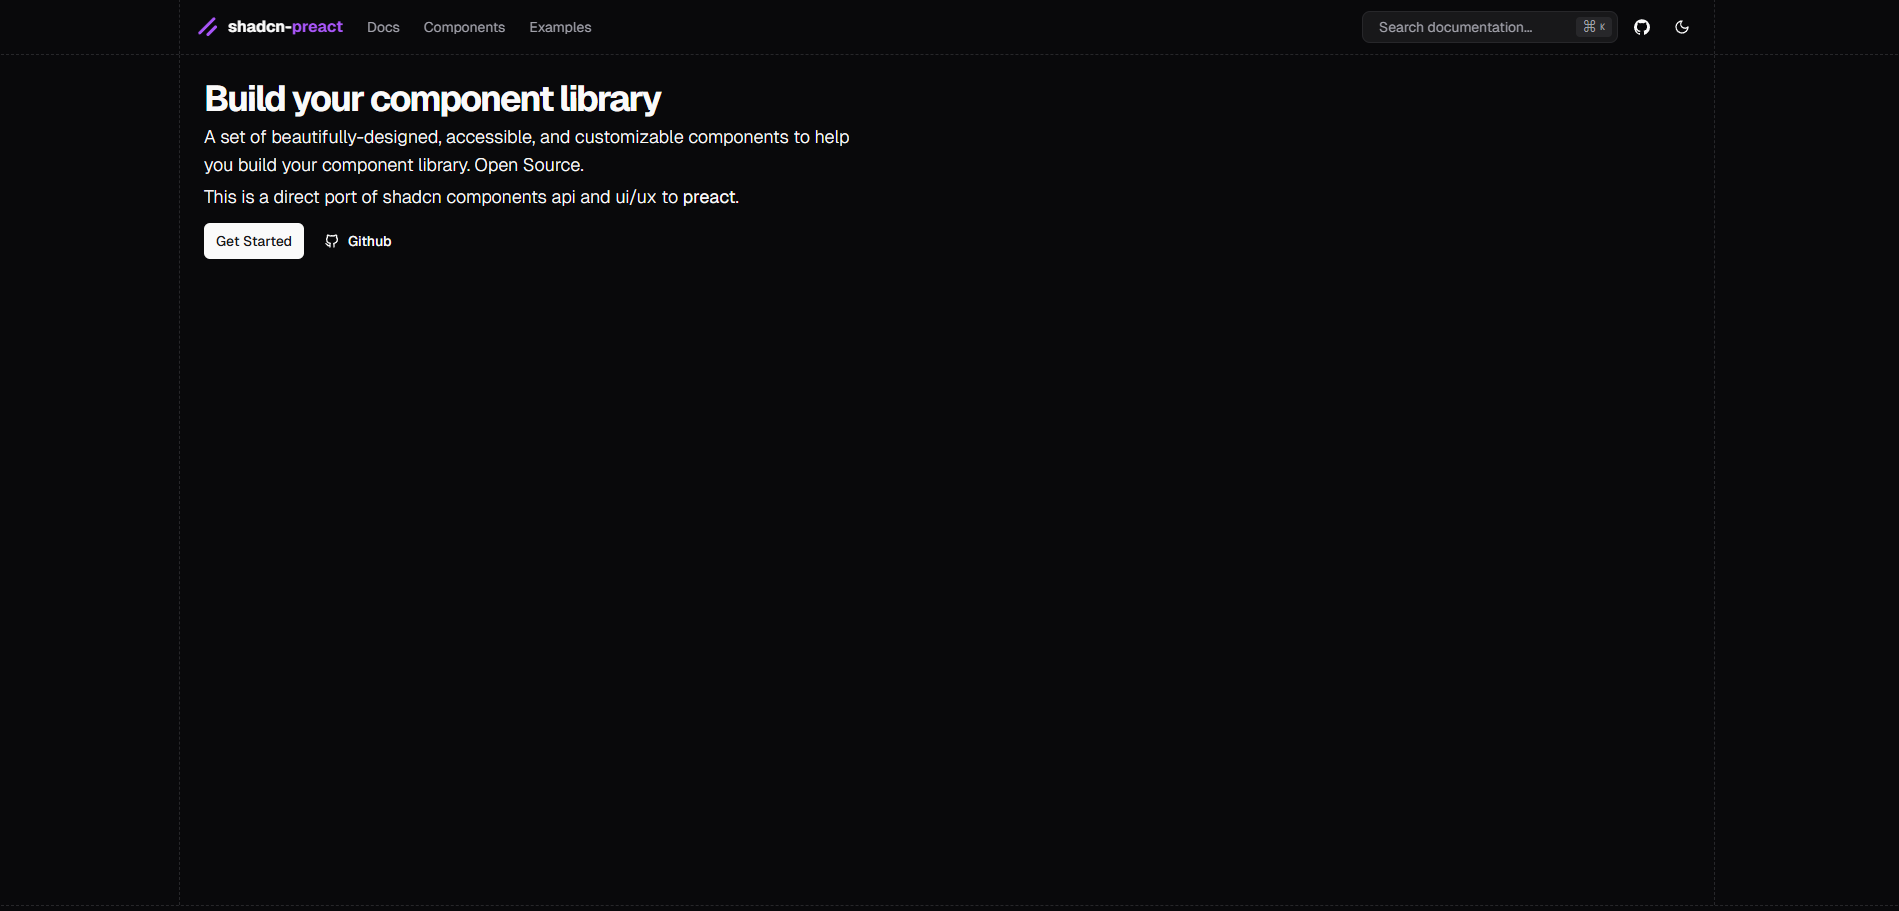 shadcn-preact Docs Components Examples Search documentation... ⌘ K
Build your component library
A set of beautifully-designed, accessible, and customizable components to help
you build your component library. Open Source.
This is a direct port of shadcn components api and ui/ux to preact.
Get Started Github